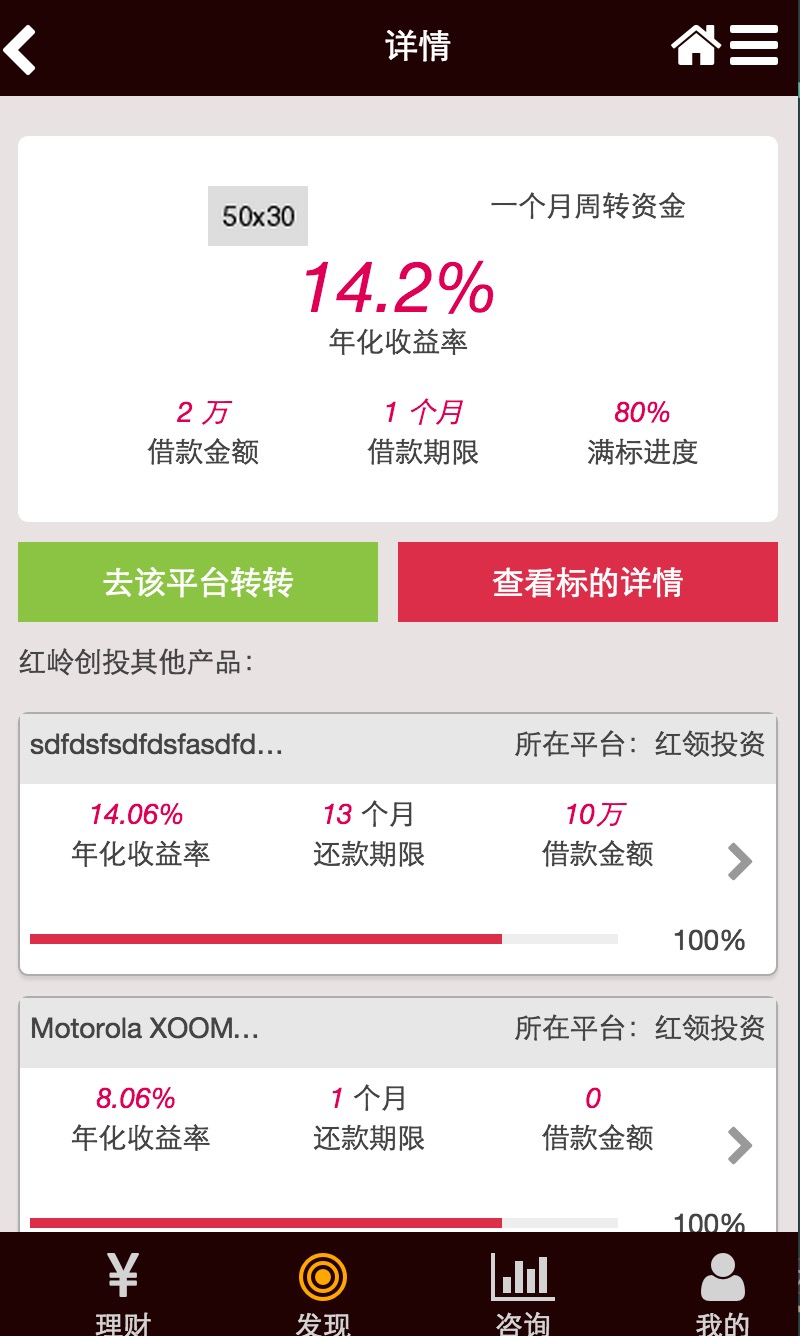 详情
50x30
一个月周转资金
14.2%
年化收益率
2 万 1 个月 80%
借款金额 借款期限 满标进度
去该平台转转 查看标的详情
红岭创投其他产品：
sdfdsfsdfdsfasdfd... 所在平台：红领投资
14.06% 13 个月 10万
年化收益率 还款期限 借款金额
100%
Motorola XOOM... 所在平台：红领投资
8.06% 1 个月 0
年化收益率 还款期限 借款金额
100%
理财 发现 咨询 我的